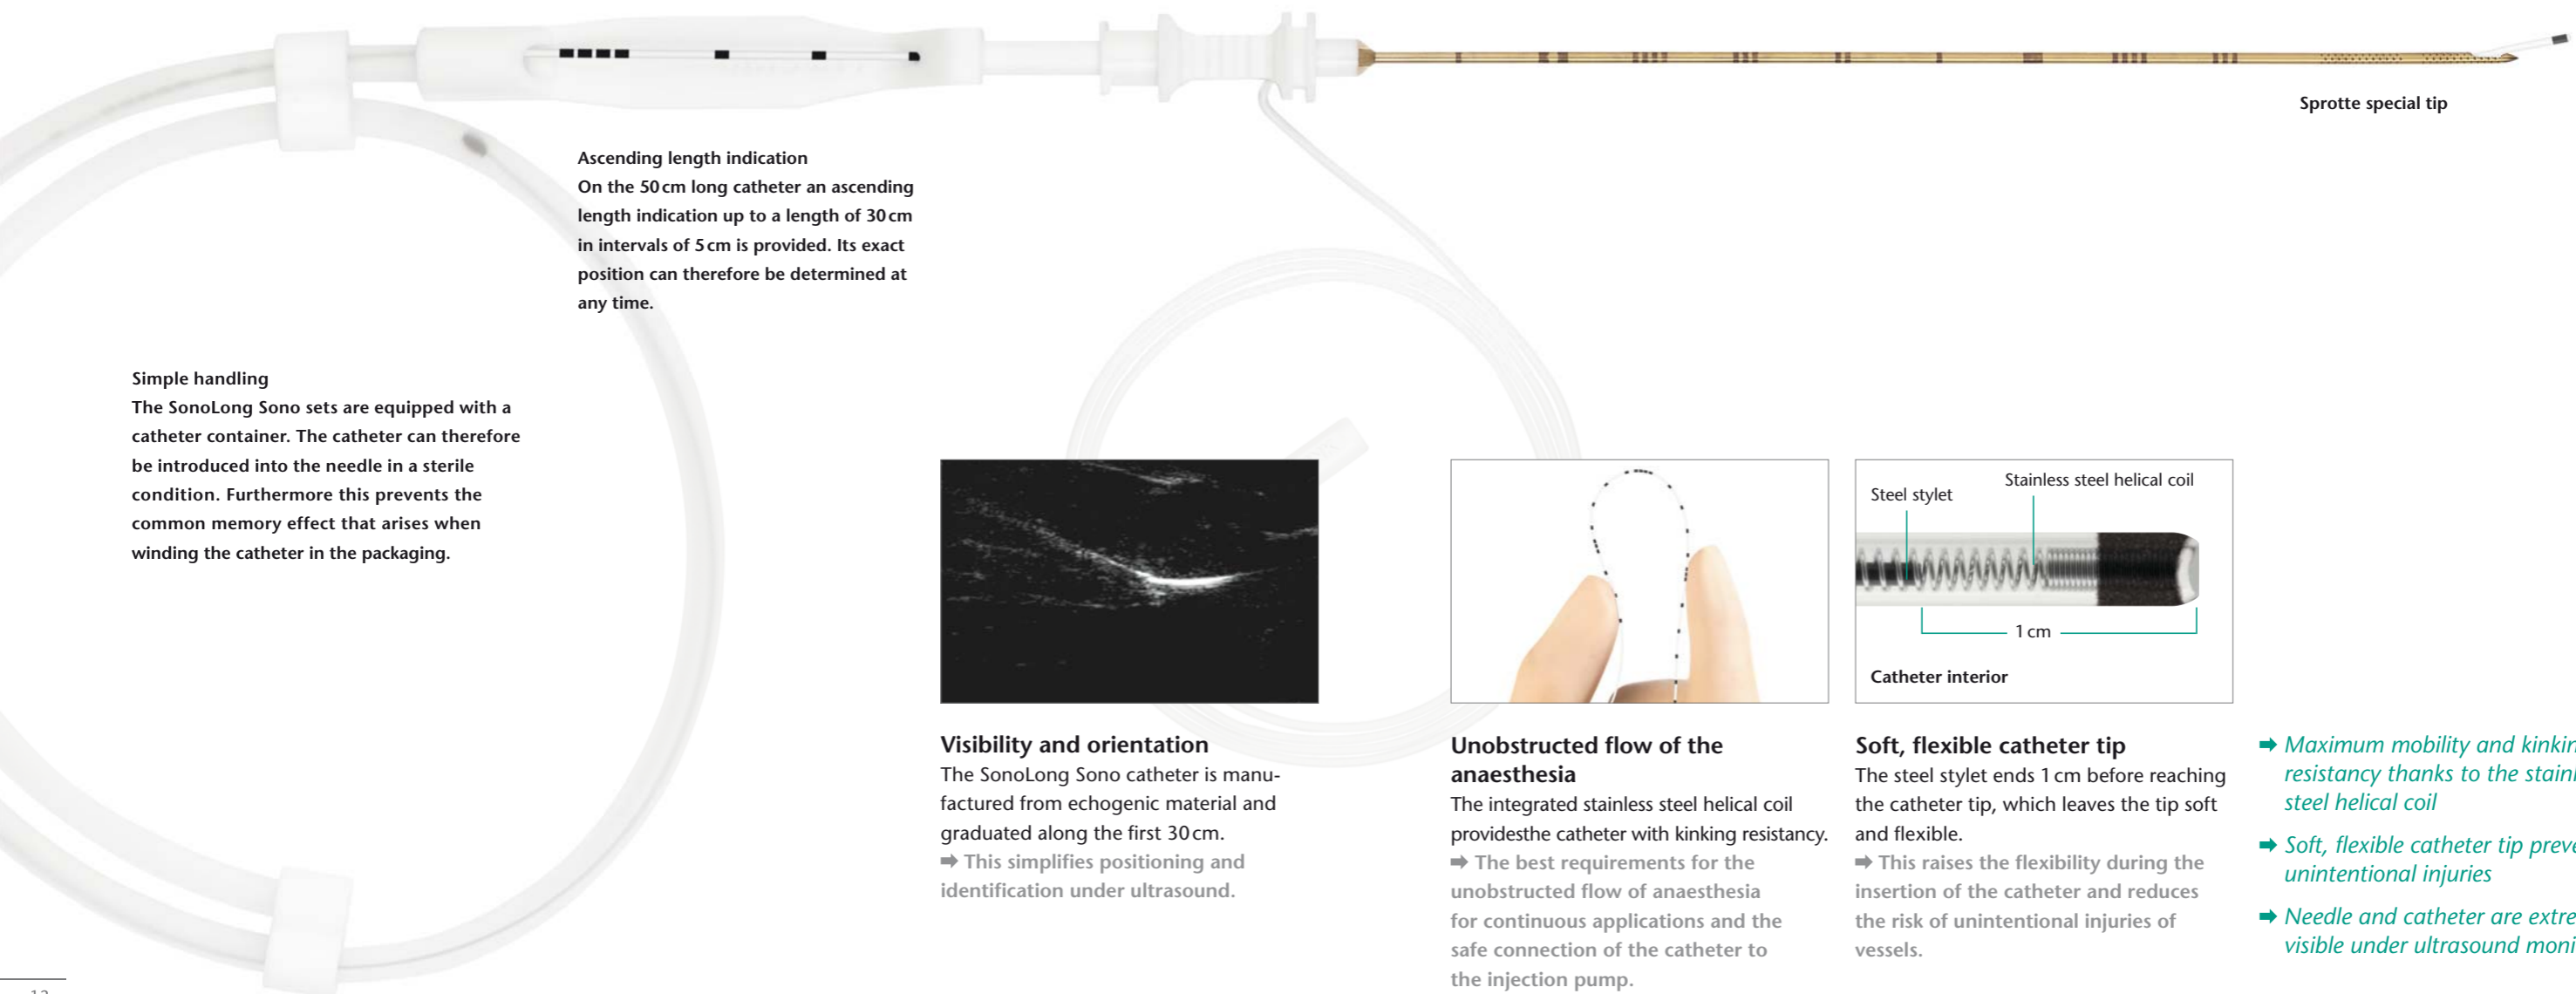 Sprotte special tip
Ascending length indication
On the 50 cm long catheter an ascending
length indication up to a length of 30 cm
in intervals of 5 cm is provided. Its exact
position can therefore be determined at
any time.
Simple handling
The SonoLong Sono sets are equipped with a
catheter container. The catheter can therefore
be introduced into the needle in a sterile
condition. Furthermore this prevents the
common memory effect that arises when
winding the catheter in the packaging.
Visibility and orientation
The SonoLong Sono catheter is manu-
factured from echogenic material and
graduated along the first 30 cm.
➡ This simplifies positioning and
identification under ultrasound.
Unobstructed flow of the
anaesthesia
The integrated stainless steel helical coil
providesthe catheter with kinking resistancy.
➡ The best requirements for the
unobstructed flow of anaesthesia
for continuous applications and the
safe connection of the catheter to
the injection pump.
Steel stylet
Stainless steel helical coil
1 cm
Catheter interior
Soft, flexible catheter tip
The steel stylet ends 1 cm before reaching
the catheter tip, which leaves the tip soft
and flexible.
➡ This raises the flexibility during the
insertion of the catheter and reduces
the risk of unintentional injuries of
vessels.
➡ Maximum mobility and
resistancy thanks to the
steel helical coil
➡ Soft, flexible catheter tip
unintentional injuries
➡ Needle and catheter are
visible under ultrasound